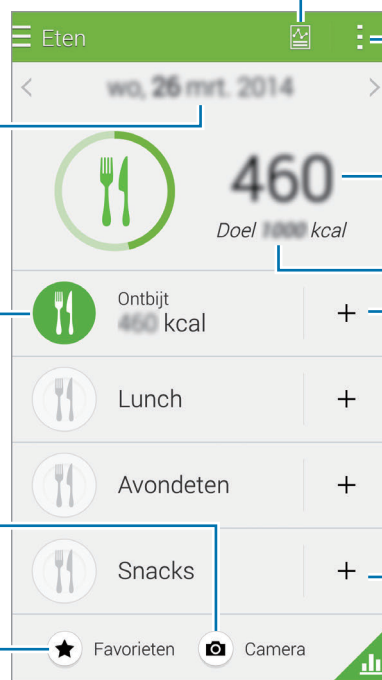 Eten
wo, 26 mrt. 2014
460
Doel 1000 kcal
Ontbijt
460 kcal
Lunch
Avondeten
Snacks
Favorieten Camera